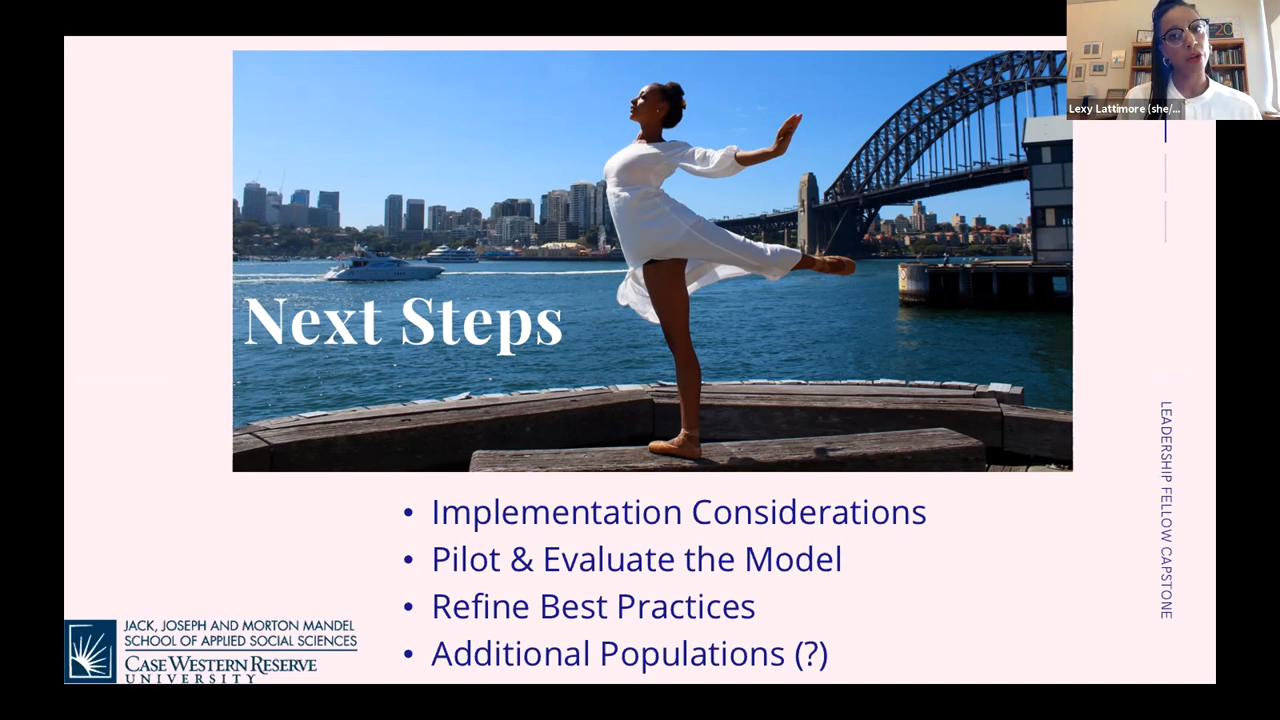 Lexy Lattimore (she/...
Next Steps
• Implementation Considerations
• Pilot & Evaluate the Model
• Refine Best Practices
• Additional Populations (?)
LEADERSHIP FELLOW CAPSTONE
JACK, JOSEPH AND MORTON MANDEL
SCHOOL OF APPLIED SOCIAL SCIENCES
CASE WESTERN RESERVE
UNIVERSITY
20